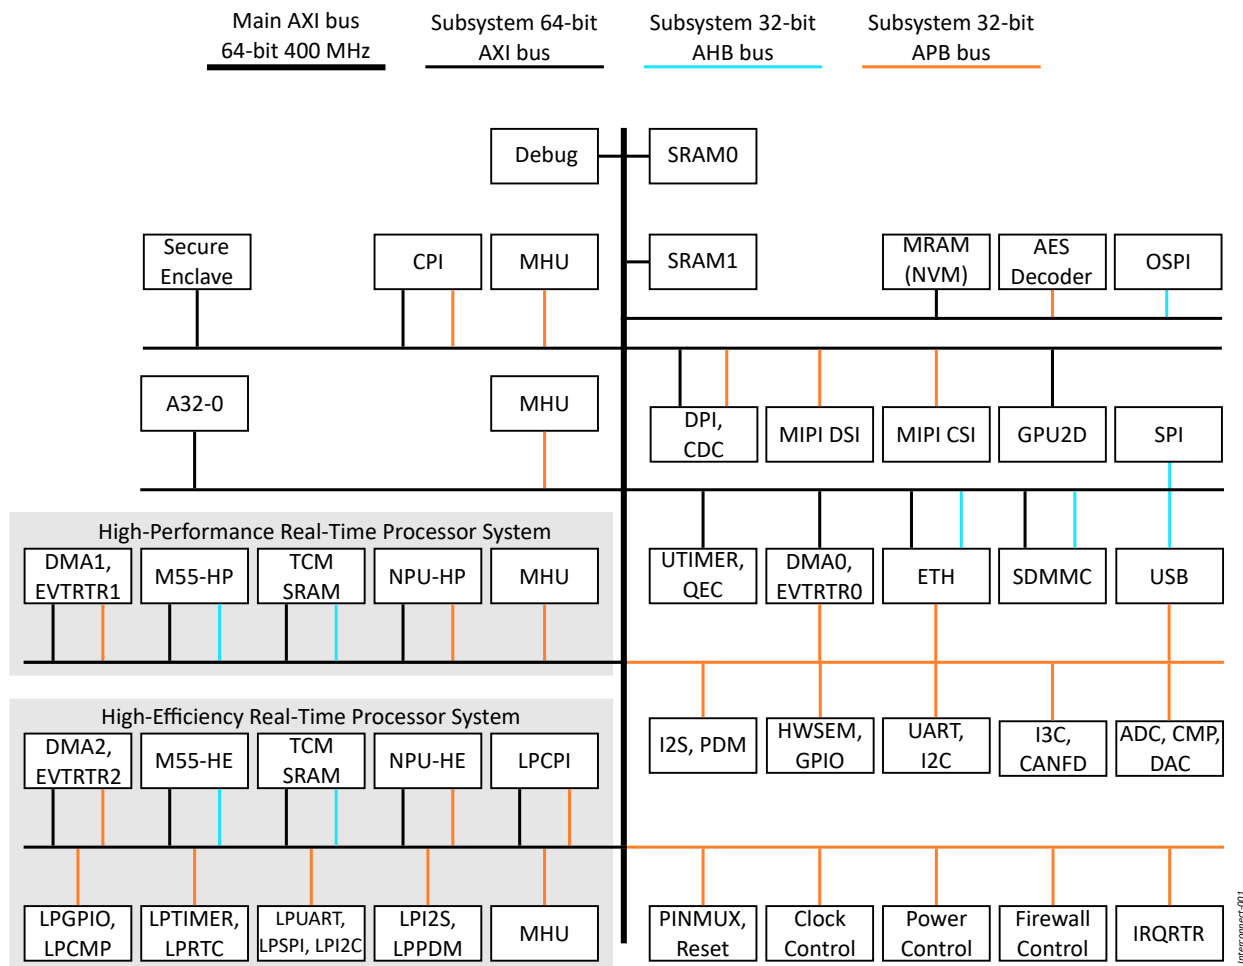 Main AXI bus
64-bit 400 MHz
Subsystem 64-bit
AXI bus
Subsystem 32-bit
AHB bus
Subsystem 32-bit
APB bus
Debug
SRAM0
Secure
Enclave
CPI
MHU
SRAM1
MRAM
(NVM)
AES
Decoder
OSPI
A32-0
MHU
DPI,
CDC
MIPI DSI
MIPI CSI
GPU2D
SPI
High-Performance Real-Time Processor System
DMA1,
EVTRTR1
M55-HP
TCM
SRAM
NPU-HP
MHU
UTIMER,
QEC
DMA0,
EVTRTR0
ETH
SDMMC
USB
High-Efficiency Real-Time Processor System
DMA2,
EVTRTR2
M55-HE
TCM
SRAM
NPU-HE
LPCPI
I2S, PDM
HWSEM,
GPIO
UART,
I2C
I3C,
CANFD
ADC, CMP,
DAC
LPGPIO,
LPCMP
LPTIMER,
LPRTC
LPUART,
LPSPI, LPI2C
LPI2S,
LPPDM
MHU
PINMUX,
Reset
Clock
Control
Power
Control
Firewall
Control
IRQRTR
Interconnect-001